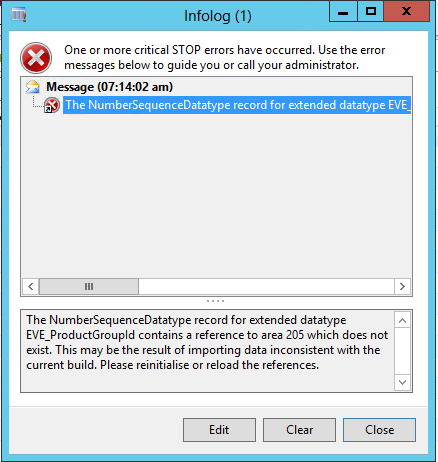 Infolog (1)
One or more critical STOP errors have occurred. Use the error
messages below to guide you or call your administrator.
Message (07:14:02 am)
The NumberSequenceDatatype record for extended datatype EVE_
The NumberSequenceDatatype record for extended datatype
EVE_ProductGroupId contains a reference to area 205 which does not
exist. This may be the result of importing data inconsistent with the
current build. Please reinitialise or reload the references.
Edit
Clear
Close